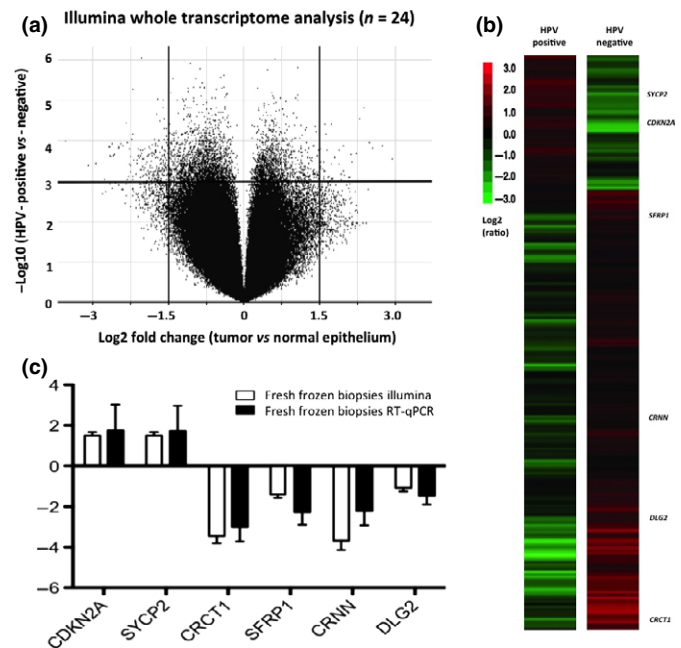 (a)
Illumina whole transcriptome analysis (n = 24)
−Log10 (HPV - positive vs - negative)
6
5
4
3
2
1
0
−3
−1.5
0
1.5
3.0
Log2 fold change (tumor vs normal epithelium)
(b)
HPV positive
HPV negative
3.0
2.0
1.0
0.0
−1.0
−2.0
−3.0
Log2
(ratio)
SYCP2
CDKN2A
SFRP1
CRNN
DLG2
CRCT1
(c)
Fresh frozen biopsies illumina
Fresh frozen biopsies RT-qPCR
4
2
0
−2
−4
−6
CDKN2A
SYCP2
CRCT1
SFRP1
CRNN
DLG2